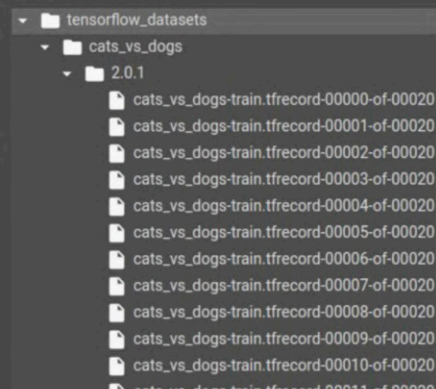 tensorflow_datasets
cats_vs_dogs
2.0.1
cats_vs_dogs-train.tfrecord-00000-of-00020
cats_vs_dogs-train.tfrecord-00001-of-00020
cats_vs_dogs-train.tfrecord-00002-of-00020
cats_vs_dogs-train.tfrecord-00003-of-00020
cats_vs_dogs-train.tfrecord-00004-of-00020
cats_vs_dogs-train.tfrecord-00005-of-00020
cats_vs_dogs-train.tfrecord-00006-of-00020
cats_vs_dogs-train.tfrecord-00007-of-00020
cats_vs_dogs-train.tfrecord-00008-of-00020
cats_vs_dogs-train.tfrecord-00009-of-00020
cats_vs_dogs-train.tfrecord-00010-of-00020